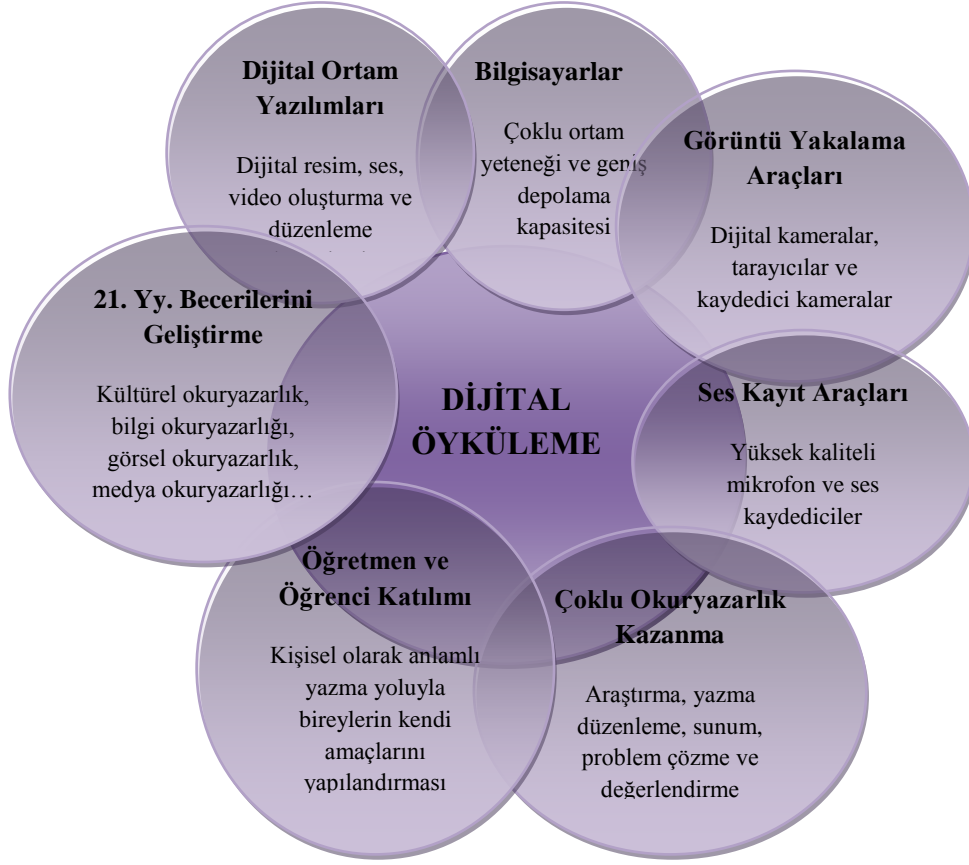 Dijital Ortam
Yazılımları
Dijital resim, ses,
video oluşturma ve
düzenleme
Bilgisayarlar
Çoklu ortam
yeteneği ve geniş
depolama
kapasitesi
Görüntü Yakalama
Araçları
Dijital kameralar,
tarayıcılar ve
kaydedici kameralar
21. Yy. Becerilerini
Geliştirme
Kültürel okuryazarlık,
bilgi okuryazarlığı,
görsel okuryazarlık,
medya okuryazarlığı…
DİJİTAL
ÖYKÜLEME
Ses Kayıt Araçları
Yüksek kaliteli
mikrofon ve ses
kaydediciler
Öğretmen ve
Öğrenci Katılımı
Kişisel olarak anlamlı
yazma yoluyla
bireylerin kendi
amaçlarını
yapılandırması
Çoklu Okuryazarlık
Kazanma
Araştırma, yazma
düzenleme, sunum,
problem çözme ve
değerlendirme